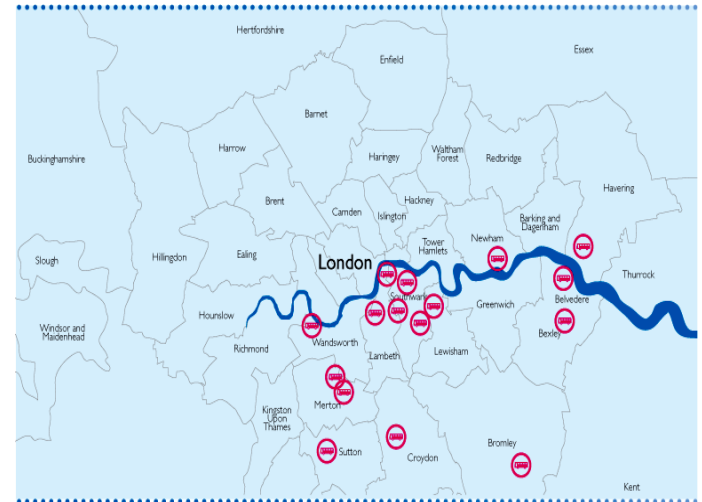 Hertfordshire
Essex
Enfield
Barnet
Buckinghamshire
Harrow
Haringey
Waltham
Forest
Redbridge
Havering
Brent
Camden
Islington
Hackney
Barking and
Dagenham
Slough
Hillingdon
Ealing
London
Tower
Hamlets
Newham
Thurrock
Hounslow
Southwark
Greenwich
Belvedere
Windsor and
Maidenhead
Richmond
Wandsworth
Lambeth
Lewisham
Bexley
Kingston
Upon
Thames
Merton
Sutton
Croydon
Bromley
Kent